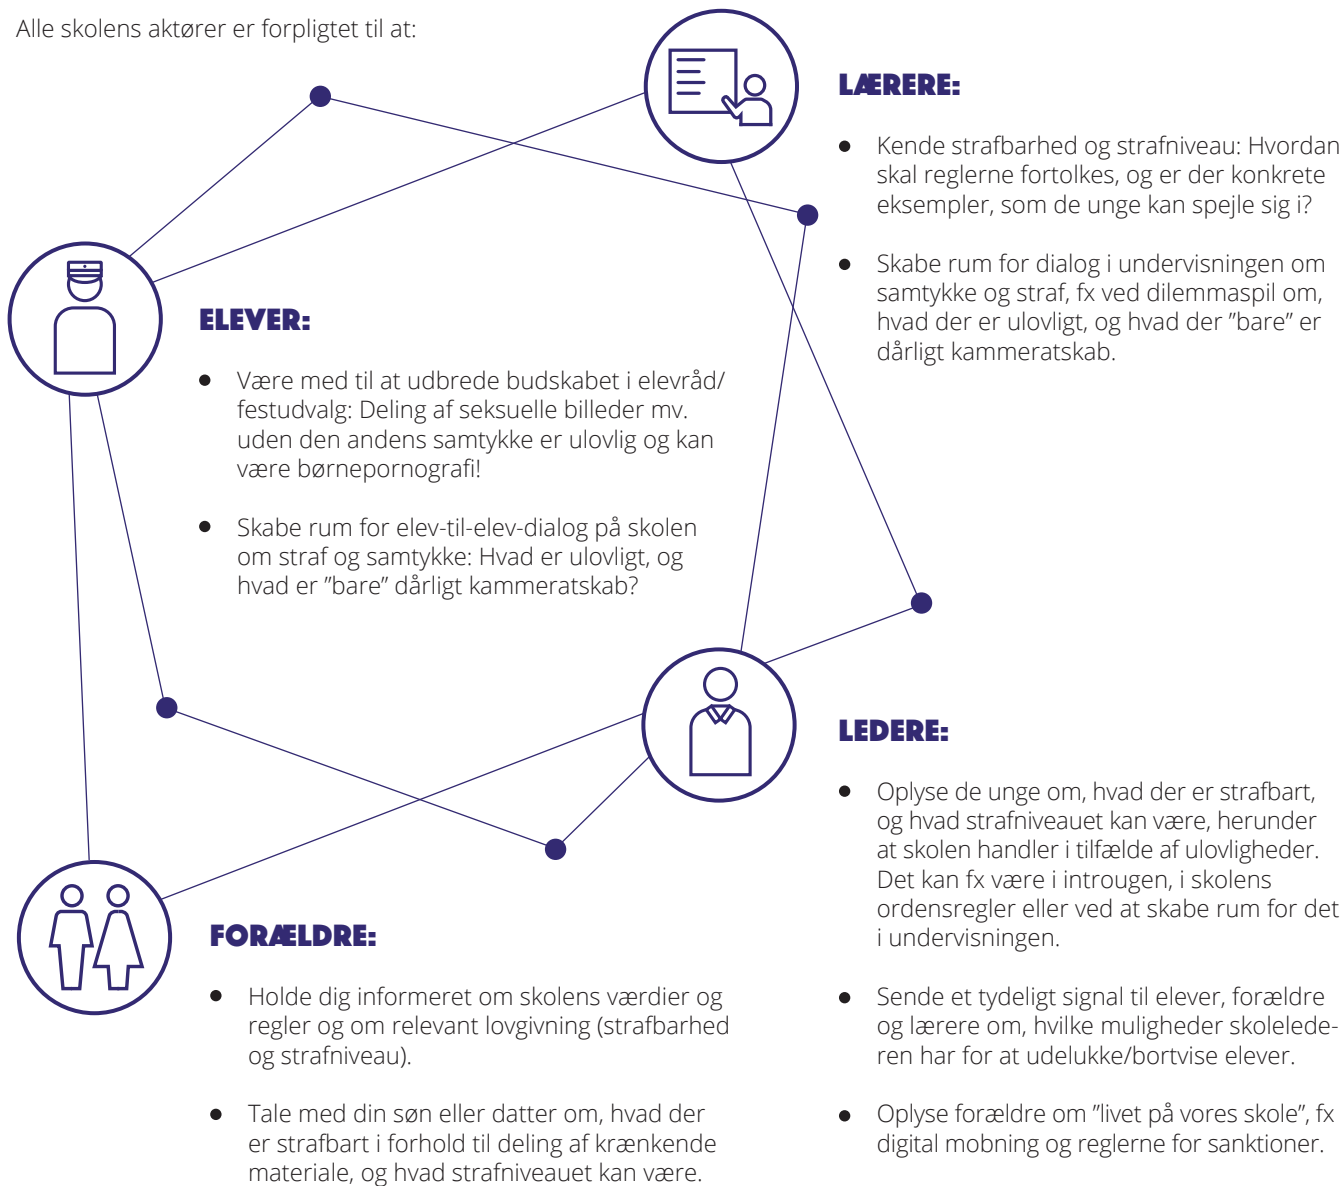 Alle skolens aktører er forpligtet til at:
LÆRERE:
• Kende strafbarhed og strafniveau: Hvordan
skal reglerne fortolkes, og er der konkrete
eksempler, som de unge kan spejle sig i?
• Skabe rum for dialog i undervisningen om
samtykke og straf, fx ved dilemmaspil om,
hvad der er ulovligt, og hvad der ”bare” er
dårligt kammeratskab.
ELEVER:
• Være med til at udbrede budskabet i elevråd/
festudvalg: Deling af seksuelle billeder mv.
uden den andens samtykke er ulovlig og kan
være børnepornografi!
• Skabe rum for elev-til-elev-dialog på skolen
om straf og samtykke: Hvad er ulovligt, og
hvad er ”bare” dårligt kammeratskab?
LEDERE:
• Oplyse de unge om, hvad der er strafbart,
og hvad strafniveauet kan være, herunder
at skolen handler i tilfælde af ulovligheder.
Det kan fx være i introugen, i skolens
ordensregler eller ved at skabe rum for det
i undervisningen.
• Sende et tydeligt signal til elever, forældre
og lærere om, hvilke muligheder skolelede-
ren har for at udelukke/bortvise elever.
• Oplyse forældre om ”livet på vores skole”, fx
digital mobning og reglerne for sanktioner.
FORÆLDRE:
• Holde dig informeret om skolens værdier og
regler og om relevant lovgivning (strafbarhed
og strafniveau).
• Tale med din søn eller datter om, hvad der
er strafbart i forhold til deling af krænkende
materiale, og hvad strafniveauet kan være.